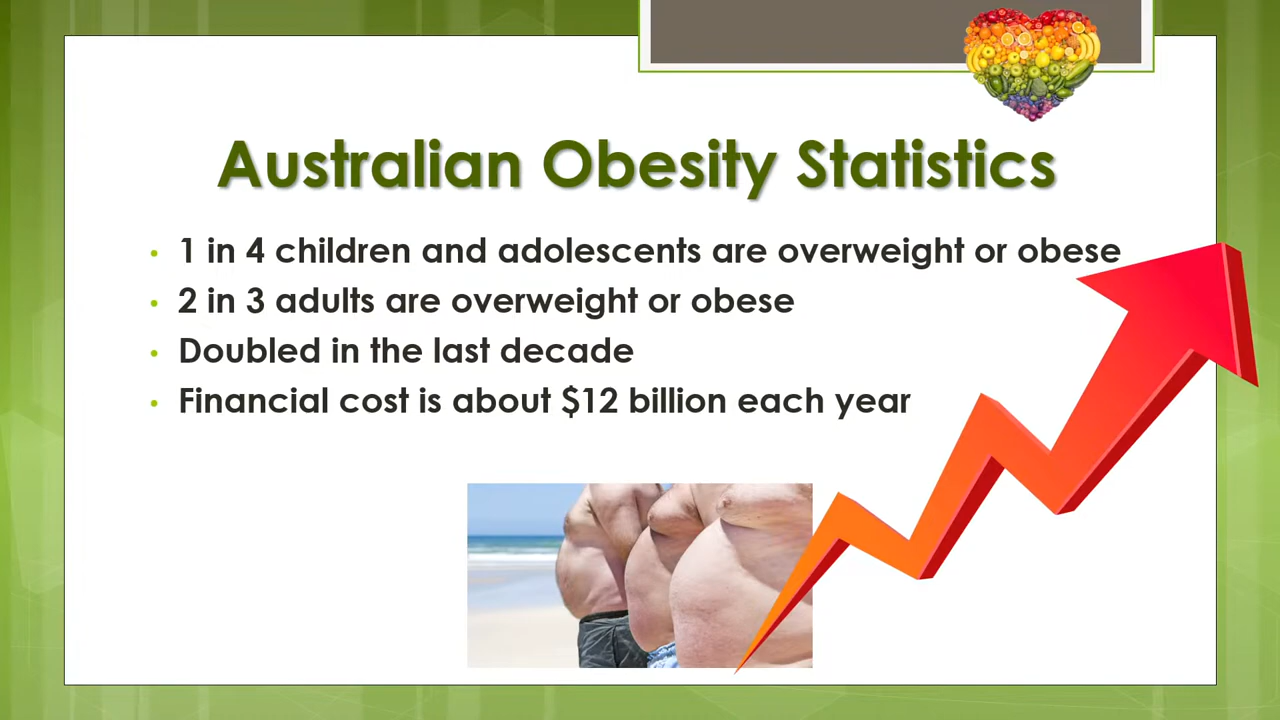 Australian Obesity Statistics
• 1 in 4 children and adolescents are overweight or obese
• 2 in 3 adults are overweight or obese
• Doubled in the last decade
• Financial cost is about $12 billion each year